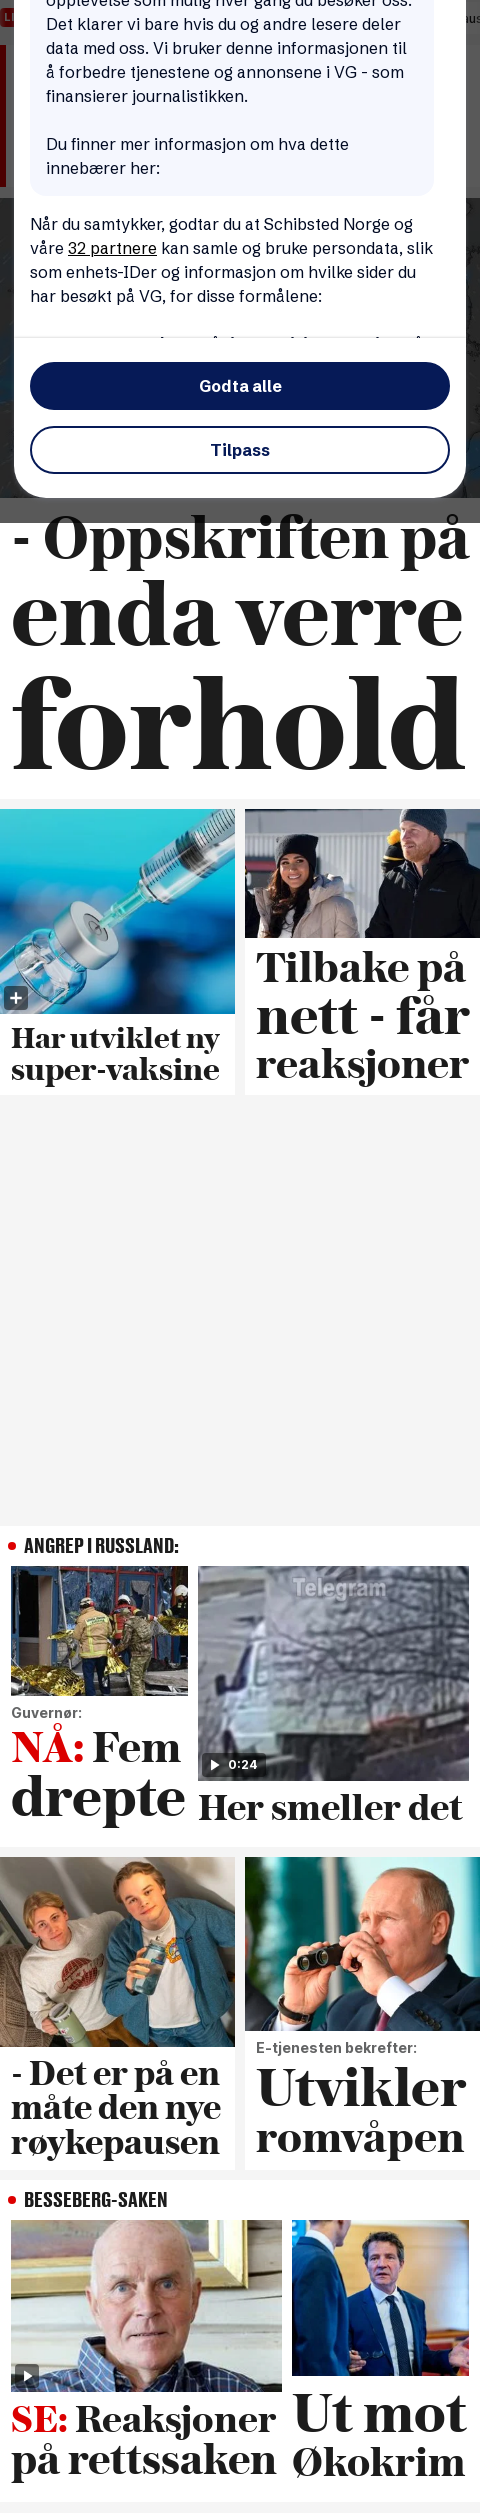 opplevelse som mulig hver gang du besøker oss.
Det klarer vi bare hvis du og andre lesere deler
data med oss. Vi bruker denne informasjonen til
å forbedre tjenestene og annonsene i VG - som
finansierer journalistikken.
Du finner mer informasjon om hva dette
innebærer her:
Når du samtykker, godtar du at Schibsted Norge og
våre 32 partnere kan samle og bruke persondata, slik
som enhets-IDer og informasjon om hvilke sider du
har besøkt på VG, for disse formålene:
Godta alle
Tilpass
- Oppskriften på
enda verre
forhold
Har utviklet ny
super-vaksine
Tilbake på
nett - får
reaksjoner
ANGREP I RUSSLAND:
Telegram
0:24
Guvernør:
NÅ: Fem
drepte
Her smeller det
- Det er på en
måte den nye
røykepausen
E-tjenesten bekrefter:
Utvikler
romvåpen
BESSEBERG-SAKEN
SE: Reaksjoner
på rettssaken
Ut mot
Økokrim